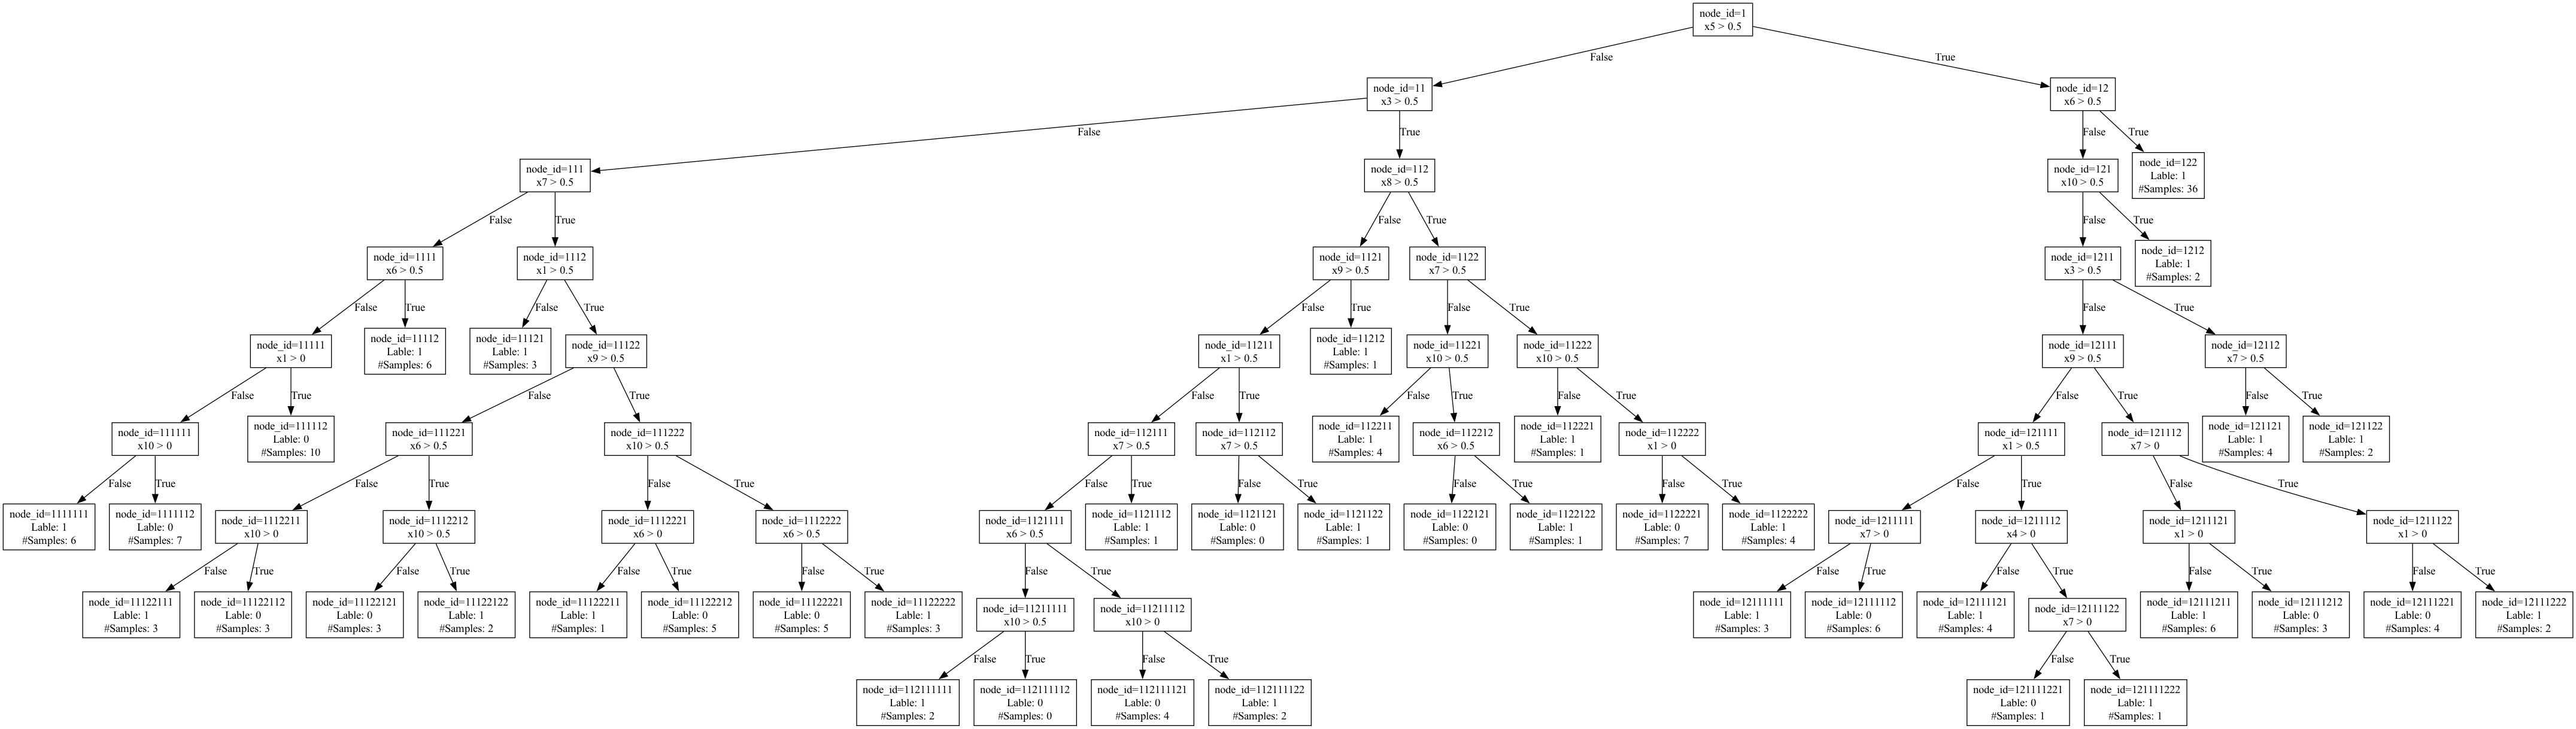 node_id=1
x5 > 0.5
False
True
node_id=11
x3 > 0.5
node_id=12
x6 > 0.5
False
True
False
True
node_id=111
x7 > 0.5
node_id=112
x8 > 0.5
node_id=121
x10 > 0.5
node_id=122
Lable: 1
#Samples: 36
False
True
False
True
False
True
node_id=1111
x6 > 0.5
node_id=1112
x1 > 0.5
node_id=1121
x9 > 0.5
node_id=1122
x7 > 0.5
node_id=1211
x3 > 0.5
node_id=1212
Lable: 1
#Samples: 2
False
True
False
True
False
True
False
True
False
True
node_id=11111
x1 > 0
node_id=11112
Lable: 1
#Samples: 6
node_id=11121
Lable: 1
#Samples: 3
node_id=11122
x9 > 0.5
node_id=11211
x1 > 0.5
node_id=11212
Lable: 1
#Samples: 1
node_id=11221
x10 > 0.5
node_id=11222
x10 > 0.5
node_id=12111
x9 > 0.5
node_id=12112
x7 > 0.5
False
True
False
True
False
True
False
True
False
True
False
True
False
True
node_id=111111
x10 > 0
node_id=111112
Lable: 0
#Samples: 10
node_id=111221
x6 > 0.5
node_id=111222
x10 > 0.5
node_id=112111
x7 > 0.5
node_id=112112
x7 > 0.5
node_id=112211
Lable: 1
#Samples: 4
node_id=112212
x6 > 0.5
node_id=112221
Lable: 1
#Samples: 1
node_id=112222
x1 > 0
node_id=121111
x1 > 0.5
node_id=121112
x7 > 0
node_id=121121
Lable: 1
#Samples: 4
node_id=121122
Lable: 1
#Samples: 2
False
True
False
True
False
True
False
True
False
True
False
True
False
True
False
True
False
True
node_id=1111111
Lable: 1
#Samples: 6
node_id=1111112
Lable: 0
#Samples: 7
node_id=1112211
x10 > 0
node_id=1112212
x10 > 0.5
node_id=1112221
x6 > 0
node_id=1112222
x6 > 0.5
node_id=1121111
x6 > 0.5
node_id=1121112
Lable: 1
#Samples: 1
node_id=1121121
Lable: 0
#Samples: 0
node_id=1121122
Lable: 1
#Samples: 1
node_id=1122121
Lable: 0
#Samples: 0
node_id=1122122
Lable: 1
#Samples: 1
node_id=1122221
Lable: 0
#Samples: 7
node_id=1122222
Lable: 1
#Samples: 4
node_id=1211111
x7 > 0
node_id=1211112
x4 > 0
node_id=1211121
x1 > 0
node_id=1211122
x1 > 0
False
True
False
True
False
True
False
True
False
True
False
True
False
True
False
True
False
True
node_id=11122111
Lable: 1
#Samples: 3
node_id=11122112
Lable: 0
#Samples: 3
node_id=11122121
Lable: 0
#Samples: 3
node_id=11122122
Lable: 1
#Samples: 2
node_id=11122211
Lable: 1
#Samples: 1
node_id=11122212
Lable: 0
#Samples: 5
node_id=11122221
Lable: 0
#Samples: 5
node_id=11122222
Lable: 1
#Samples: 3
node_id=11211111
x10 > 0.5
node_id=11211112
x10 > 0
node_id=12111111
Lable: 1
#Samples: 3
node_id=12111112
Lable: 0
#Samples: 6
node_id=12111121
Lable: 1
#Samples: 4
node_id=12111122
x7 > 0
node_id=12111211
Lable: 1
#Samples: 6
node_id=12111212
Lable: 0
#Samples: 3
node_id=12111221
Lable: 0
#Samples: 4
node_id=12111222
Lable: 1
#Samples: 2
False
True
False
True
False
True
node_id=112111111
Lable: 1
#Samples: 2
node_id=112111112
Lable: 0
#Samples: 0
node_id=112111121
Lable: 0
#Samples: 4
node_id=112111122
Lable: 1
#Samples: 2
node_id=121111221
Lable: 0
#Samples: 1
node_id=121111222
Lable: 1
#Samples: 1